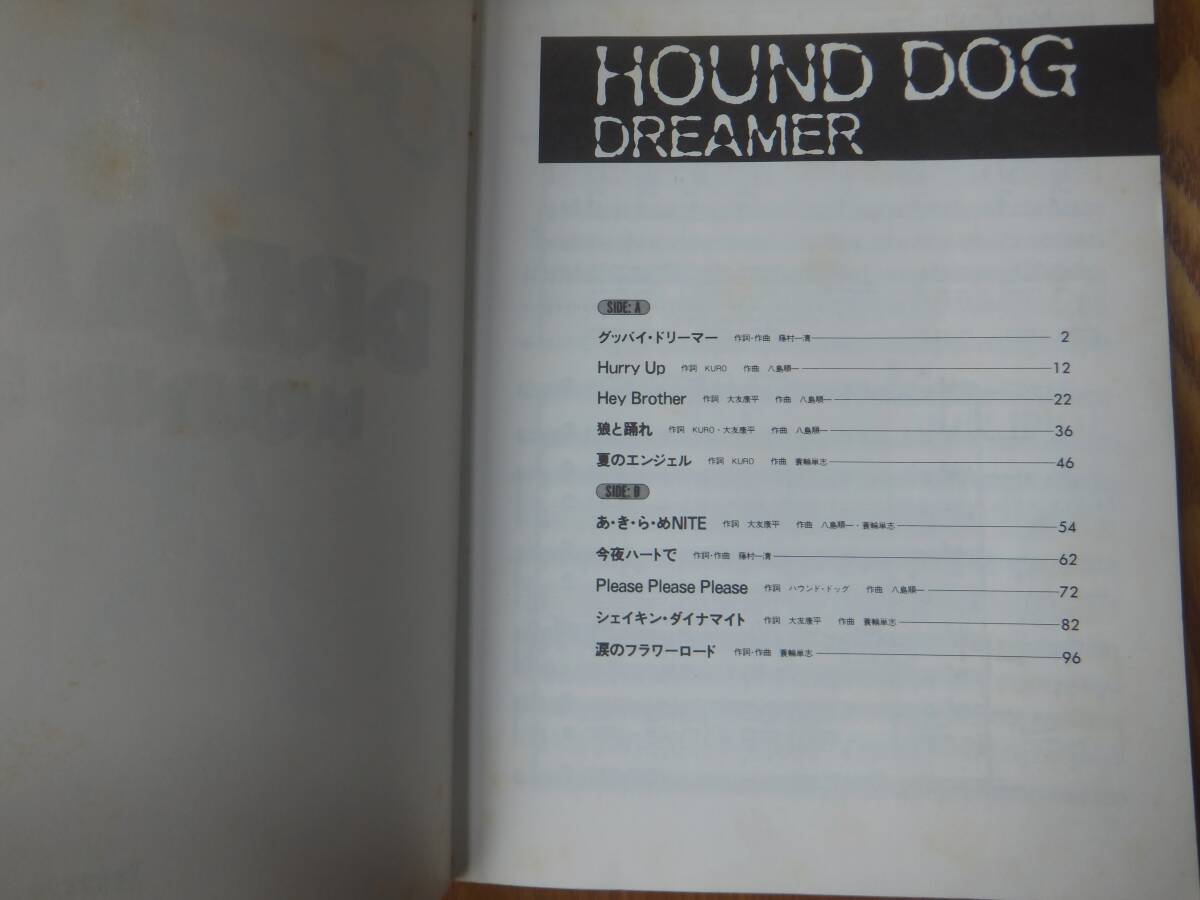 HOUND DOG
DREAMER
SIDE: A
グッバイ・ドリーマー 作詞・作曲 藤村一清 2
Hurry Up 作詞 KURO 作曲 八島順一 12
Hey Brother 作詞 大友康平 作曲 八島順一 22
狼と踊れ 作詞 KURO・大友康平 作曲 八島順一 36
夏のエンジェル 作詞 KURO 作曲 蓑輪単志 46
SIDE: B
あ・き・ら・めNITE 作詞 大友康平 作曲 八島順一・蓑輪単志 54
今夜ハートで 作詞・作曲 藤村一清 62
Please Please Please 作詞 ハウンド・ドッグ 作曲 八島順一 72
シェイキン・ダイナマイト 作詞 大友康平 作曲 蓑輪単志 82
涙のフラワーロード 作詞・作曲 蓑輪単志 96